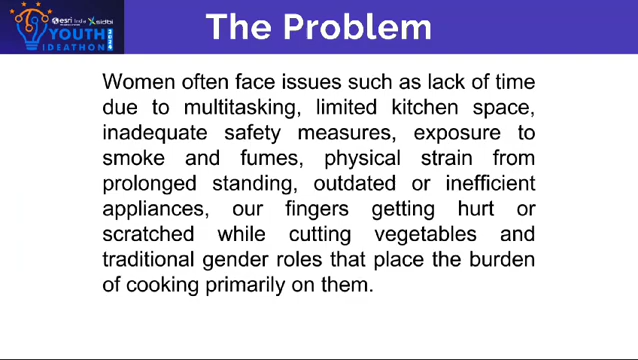 esri India sidbi
YOUTH
IDEATHON
The Problem
Women often face issues such as lack of time
due to multitasking, limited kitchen space,
inadequate safety measures, exposure to
smoke and fumes, physical strain from
prolonged standing, outdated or inefficient
appliances, our fingers getting hurt or
scratched while cutting vegetables and
traditional gender roles that place the burden
of cooking primarily on them.